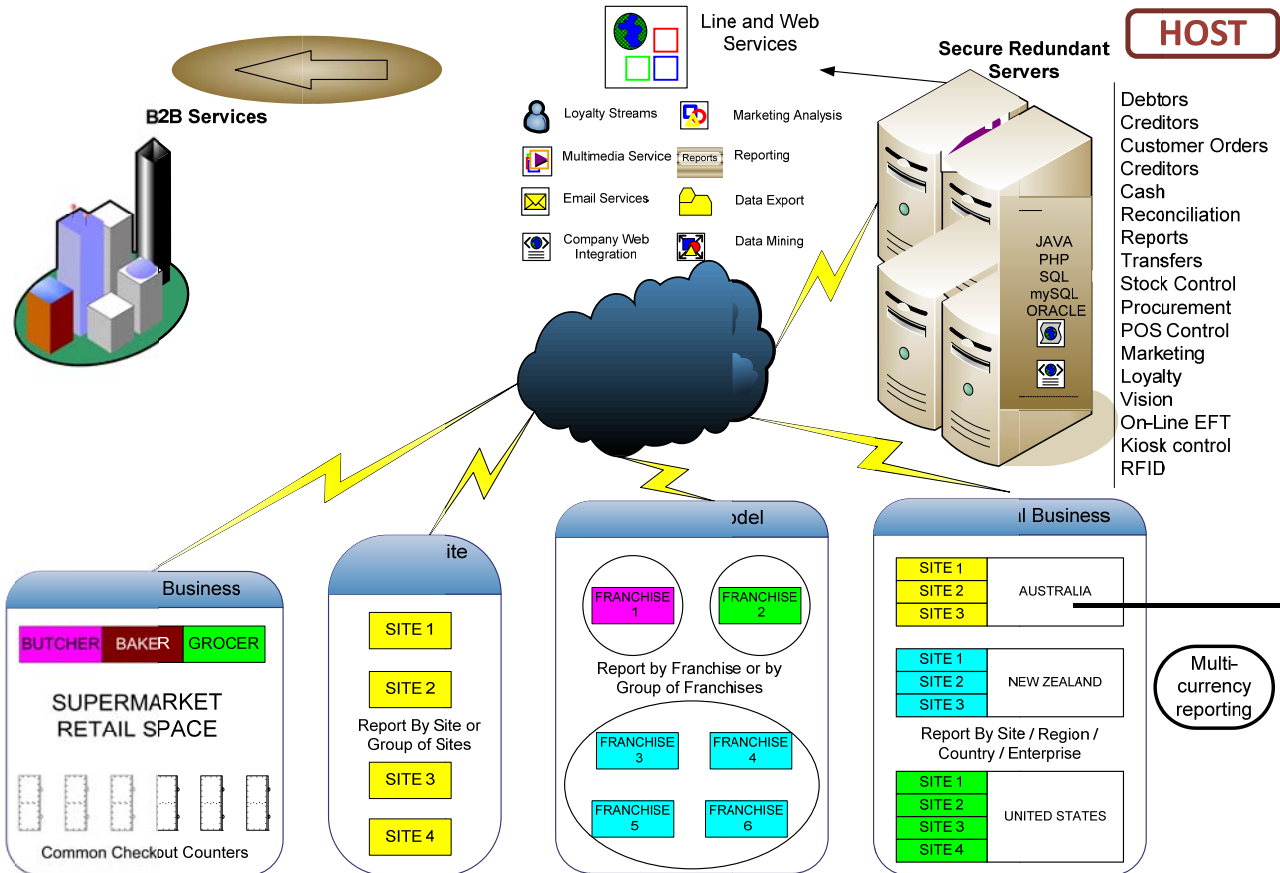 Line and Web
Services
HOST
Secure Redundant
Servers
B2B Services
Loyalty Streams
Marketing Analysis
Multimedia Service
Reports
Reporting
Email Services
Data Export
Company Web
Integration
Data Mining
JAVA
PHP
SQL
mySQL
ORACLE
Debtors
Creditors
Customer Orders
Creditors
Cash
Reconciliation
Reports
Transfers
Stock Control
Procurement
POS Control
Marketing
Loyalty
Vision
On-Line EFT
Kiosk control
RFID
Business
BUTCHER BAKER GROCER
SUPERMARKET
RETAIL SPACE
Common Checkout Counters
ite
SITE 1
SITE 2
Report By Site or
Group of Sites
SITE 3
SITE 4
odel
FRANCHISE
1
FRANCHISE
2
Report by Franchise or by
Group of Franchises
FRANCHISE
3
FRANCHISE
4
FRANCHISE
5
FRANCHISE
6
l Business
SITE 1
SITE 2
SITE 3
AUSTRALIA
SITE 1
SITE 2
SITE 3
NEW ZEALAND
Report By Site / Region /
Country / Enterprise
SITE 1
SITE 2
SITE 3
SITE 4
UNITED STATES
Multi-
currency
reporting